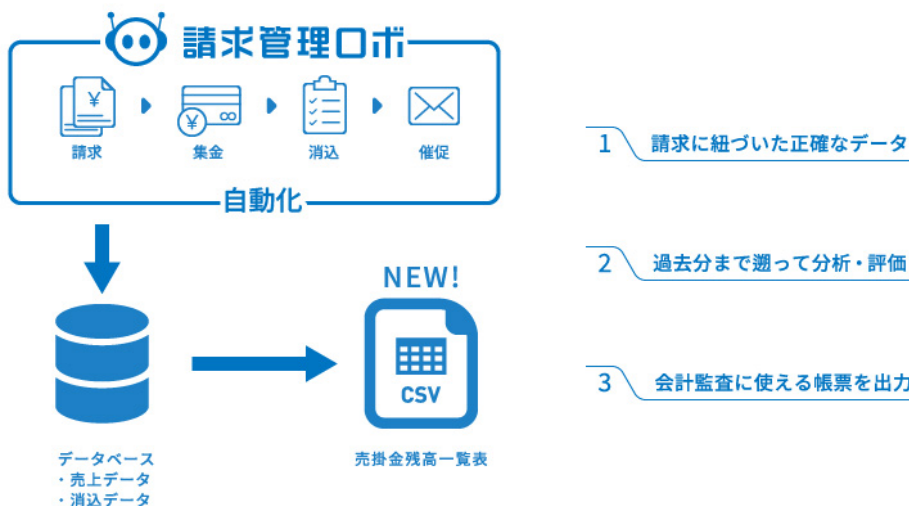 請求管理ロボ
¥
¥
請求
集金
消込
催促
自動化
NEW!
CSV
データベース
・売上データ
・消込データ
売掛金残高一覧表
1 請求に紐づいた正確なデータ
2 過去分まで遡って分析・評価
3 会計監査に使える帳票を出力